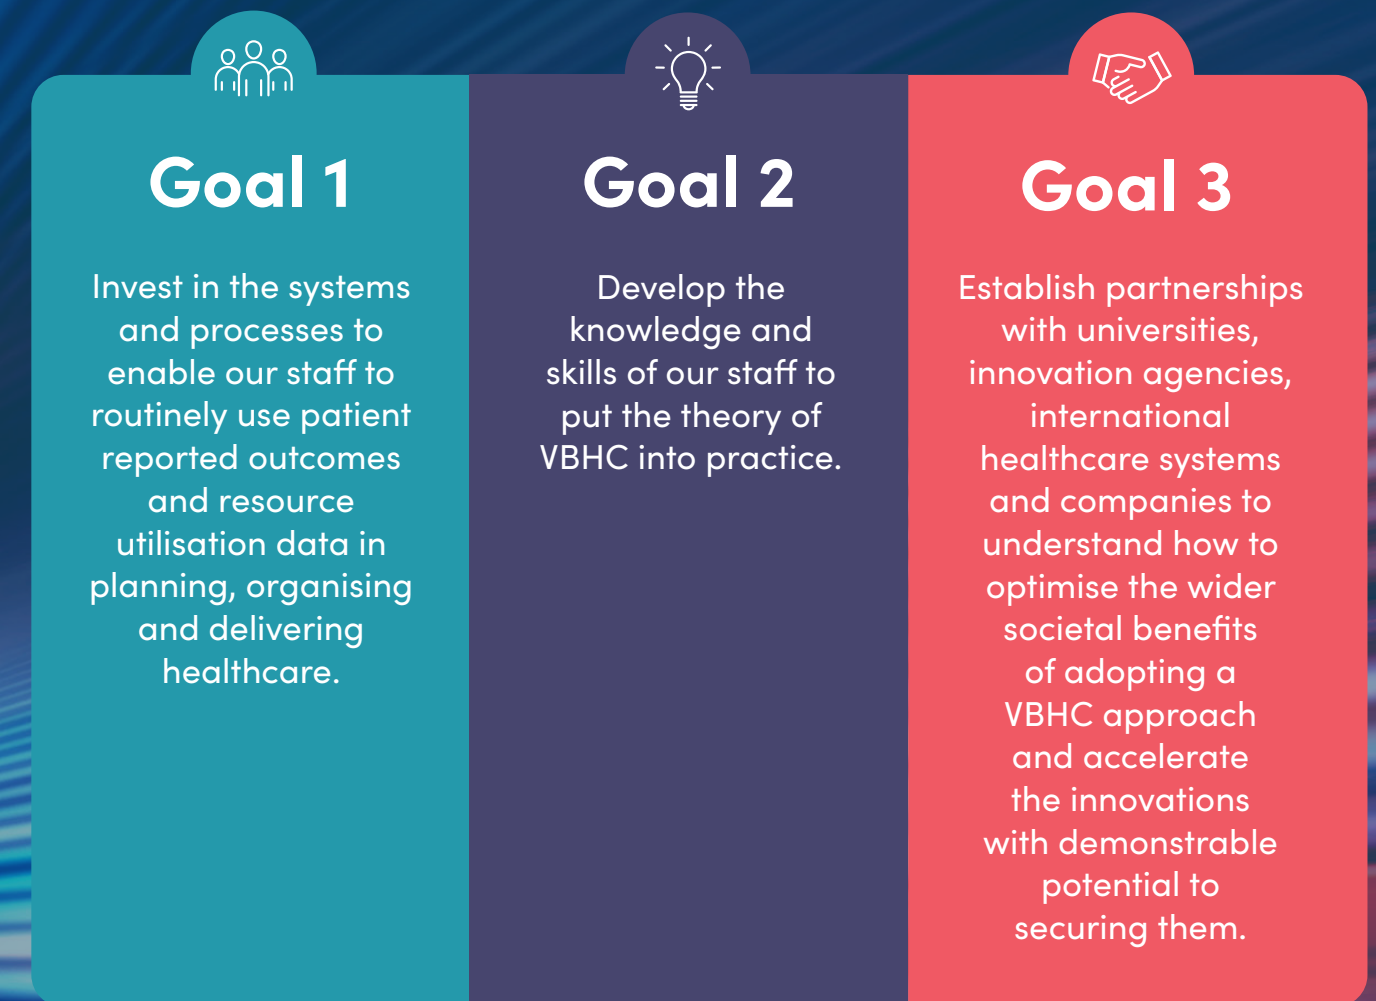 Goal 1
Invest in the systems
and processes to
enable our staff to
routinely use patient
reported outcomes
and resource
utilisation data in
planning, organising
and delivering
healthcare.
Goal 2
Develop the
knowledge and
skills of our staff to
put the theory of
VBHC into practice.
Goal 3
Establish partnerships
with universities,
innovation agencies,
international
healthcare systems
and companies to
understand how to
optimise the wider
societal benefits
of adopting a
VBHC approach
and accelerate
the innovations
with demonstrable
potential to
securing them.